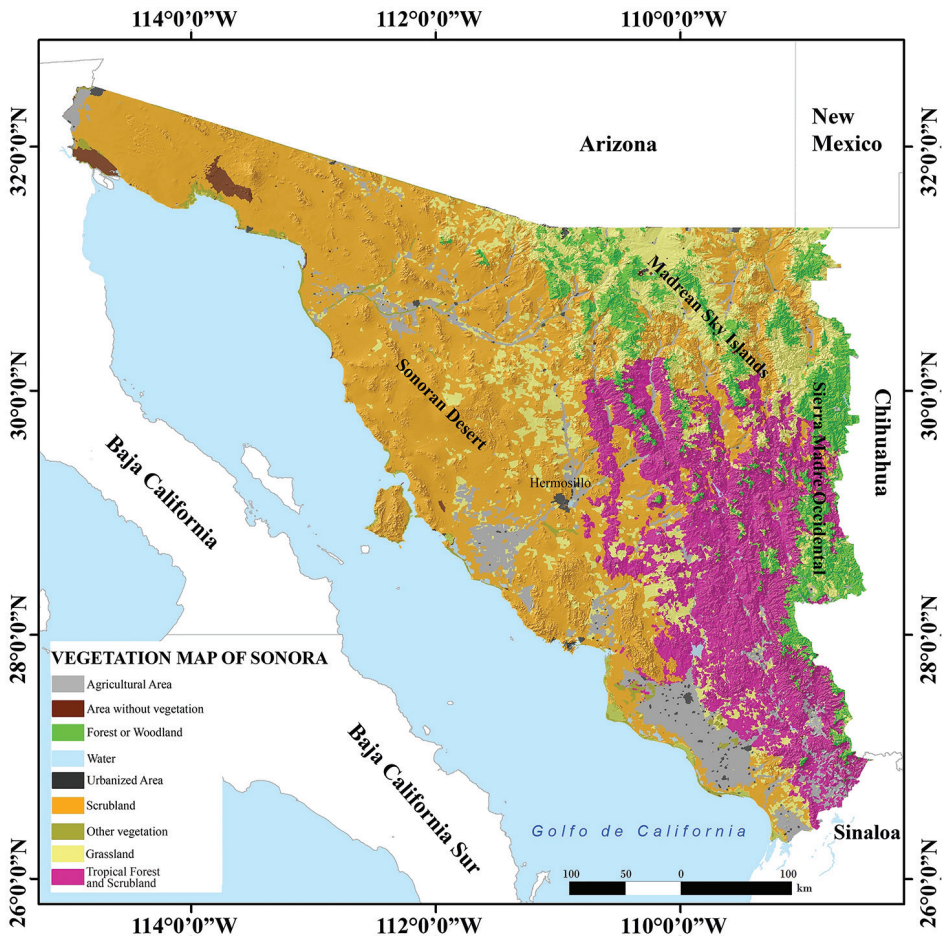 114°0'0"W 112°0'0"W 110°0'0"W
32°0'0"N
32°0'0"N
Arizona
New
Mexico
Madrean Sky Islands
30°0'0"N
30°0'0"N
Sonoran Desert
Sierra Madre Occidental
Chihuahua
Hermosillo
Baja California
28°0'0"N
28°0'0"N
VEGETATION MAP OF SONORA
Agricultural Area
Area without vegetation
Forest or Woodland
Water
Urbanized Area
Scrubland
Other vegetation
Grassland
Tropical Forest
and Scrubland
Baja California Sur
Golfo de California
Sinaloa
100 50 0 100
km
26°0'0"N
26°0'0"N
114°0'0"W 112°0'0"W 110°0'0"W